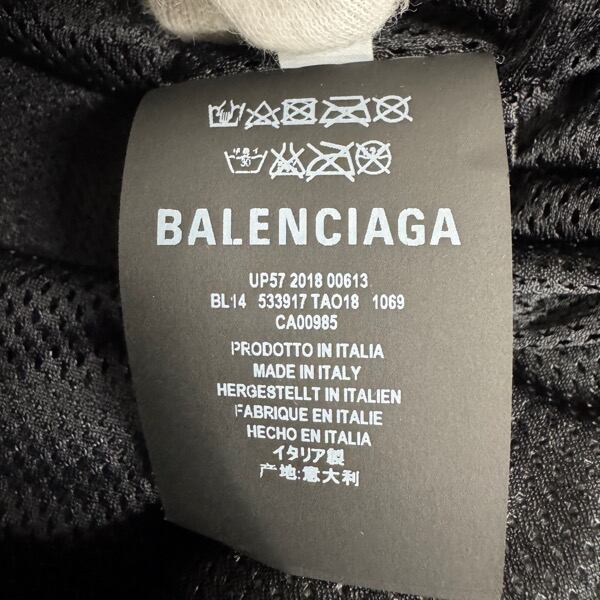 BALENCIAGA
UP57 2018 00613
BL14 533917 TAO18 1069
CA00985
PRODOTTO IN ITALIA
MADE IN ITALY
HERGESTELLT IN ITALIEN
FABRIQUE EN ITALIE
HECHO EN ITALIA
イタリア製
产地:意大利